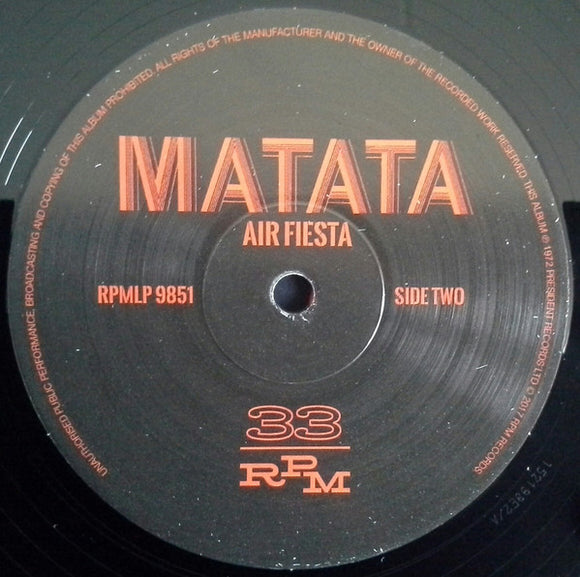 UNAUTHORISED PUBLIC PERFORMANCE, BROADCASTING AND COPYING OF THIS ALBUM PROHIBITED. ALL RIGHTS OF THE MANUFACTURER AND THE OWNER OF THE RECORDED WORK RESERVED. THIS ALBUM ℗ 1972 PRESIDENT RECORDS LTD © 2017 RPM RECORDS
MATATA
AIR FIESTA
RPMLP 9851
SIDE TWO
33
RPM